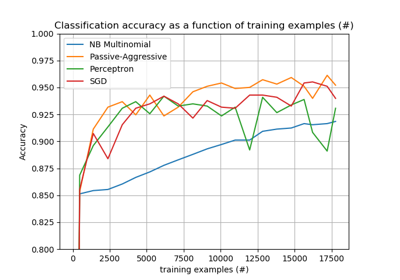 Classification accuracy as a function of training examples (#)
1.000
0.975
0.950
0.925
0.900
0.875
0.850
0.825
0.800
Accuracy
NB Multinomial
Passive-Aggressive
Perceptron
SGD
0 2500 5000 7500 10000 12500 15000 17500
training examples (#)